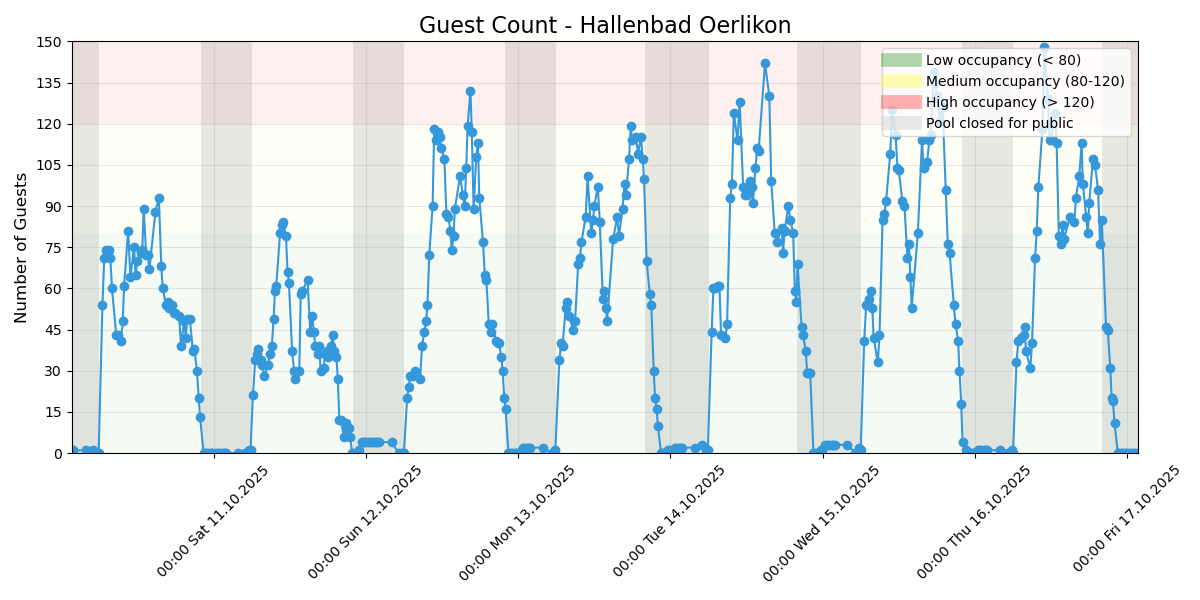 Guest Count - Hallenbad Oerlikon
Number of Guests
150
135
120
105
90
75
60
45
30
15
0
Low occupancy (< 80)
Medium occupancy (80-120)
High occupancy (> 120)
Pool closed for public
00:00 Sat 11.10.2025
00:00 Sun 12.10.2025
00:00 Mon 13.10.2025
00:00 Tue 14.10.2025
00:00 Wed 15.10.2025
00:00 Thu 16.10.2025
00:00 Fri 17.10.2025